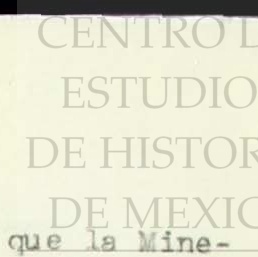 CENTRO D
ESTUDIO
DE HISTOR
DE MEXIC
que la Mine-